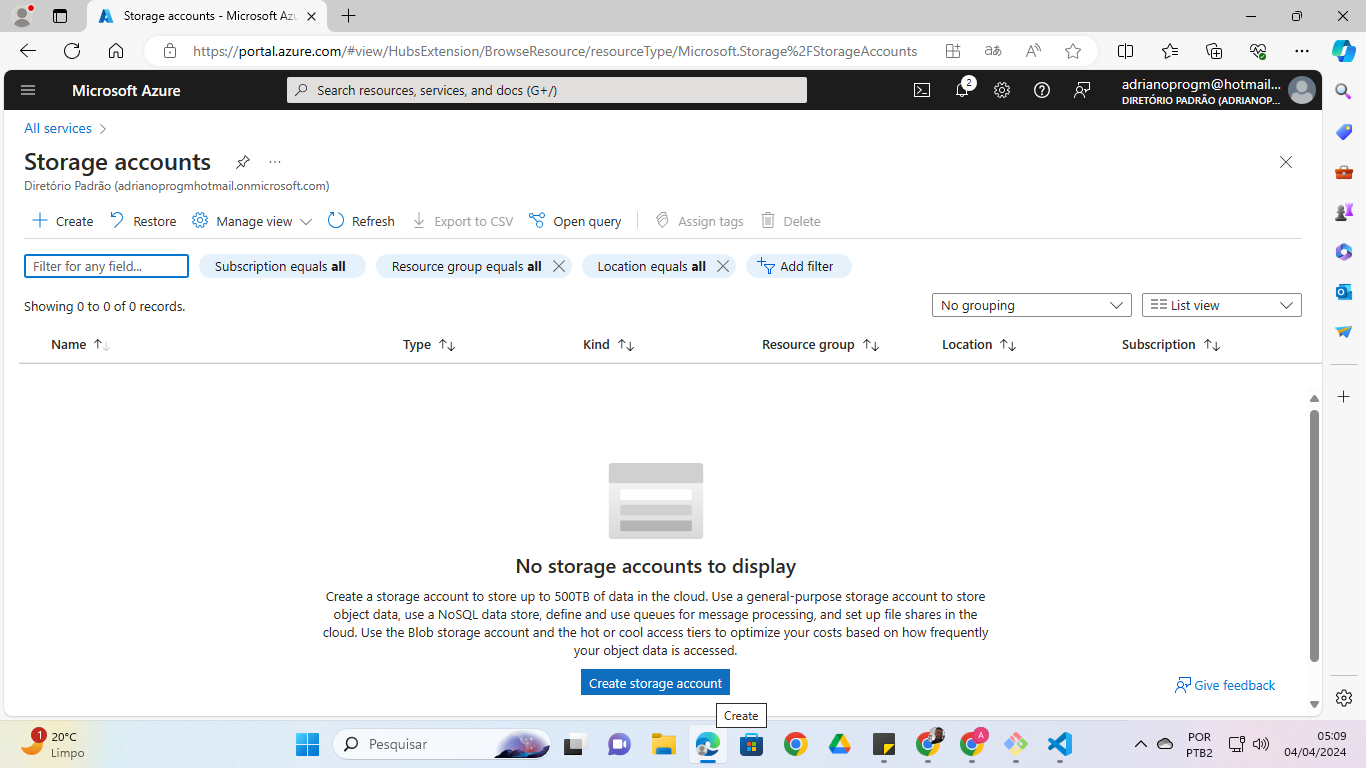 Storage accounts - Microsoft Az
https://portal.azure.com/#view/HubsExtension/BrowseResource/resourceType/Microsoft.Storage%2FStorageAccounts
Microsoft Azure
Search resources, services, and docs (G+/)
2
adrianoprogm@hotmail...
DIRETÓRIO PADRÃO (ADRIANOP...
All services
Storage accounts
Diretório Padrão (adrianoprogmhotmail.onmicrosoft.com)
Create Restore Manage view Refresh Export to CSV Open query Assign tags Delete
Filter for any field... Subscription equals all Resource group equals all Location equals all Add filter
Showing 0 to 0 of 0 records. No grouping List view
Name Type Kind Resource group Location Subscription
No storage accounts to display
Create a storage account to store up to 500TB of data in the cloud. Use a general-purpose storage account to store
object data, use a NoSQL data store, define and use queues for message processing, and set up file shares in the
cloud. Use the Blob storage account and the hot or cool access tiers to optimize your costs based on how frequently
your object data is accessed.
Create storage account
Give feedback
Create
1
20°C
Limpo
Pesquisar
A
POR
PTB2
05:09
04/04/2024